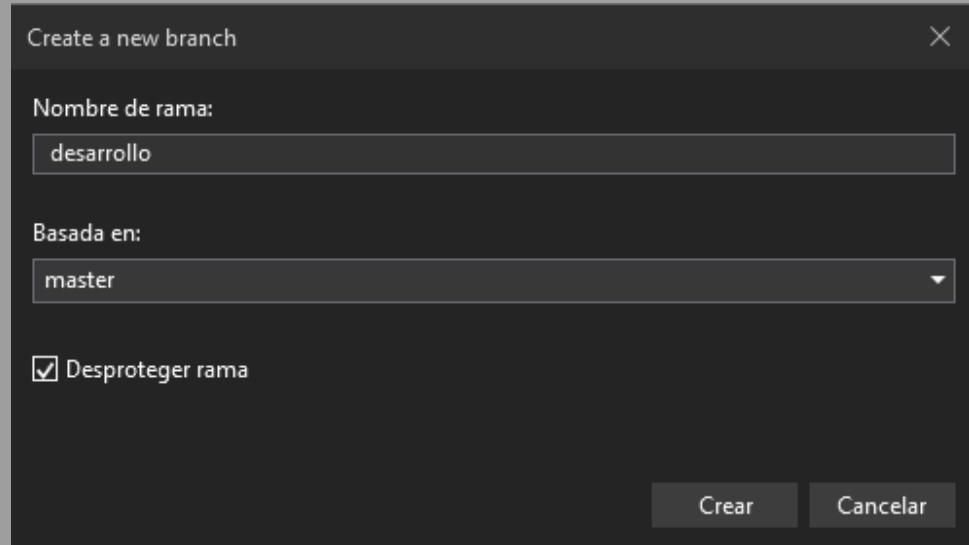 Create a new branch
Nombre de rama:
desarrollo
Basada en:
master
Desproteger rama
Crear Cancelar